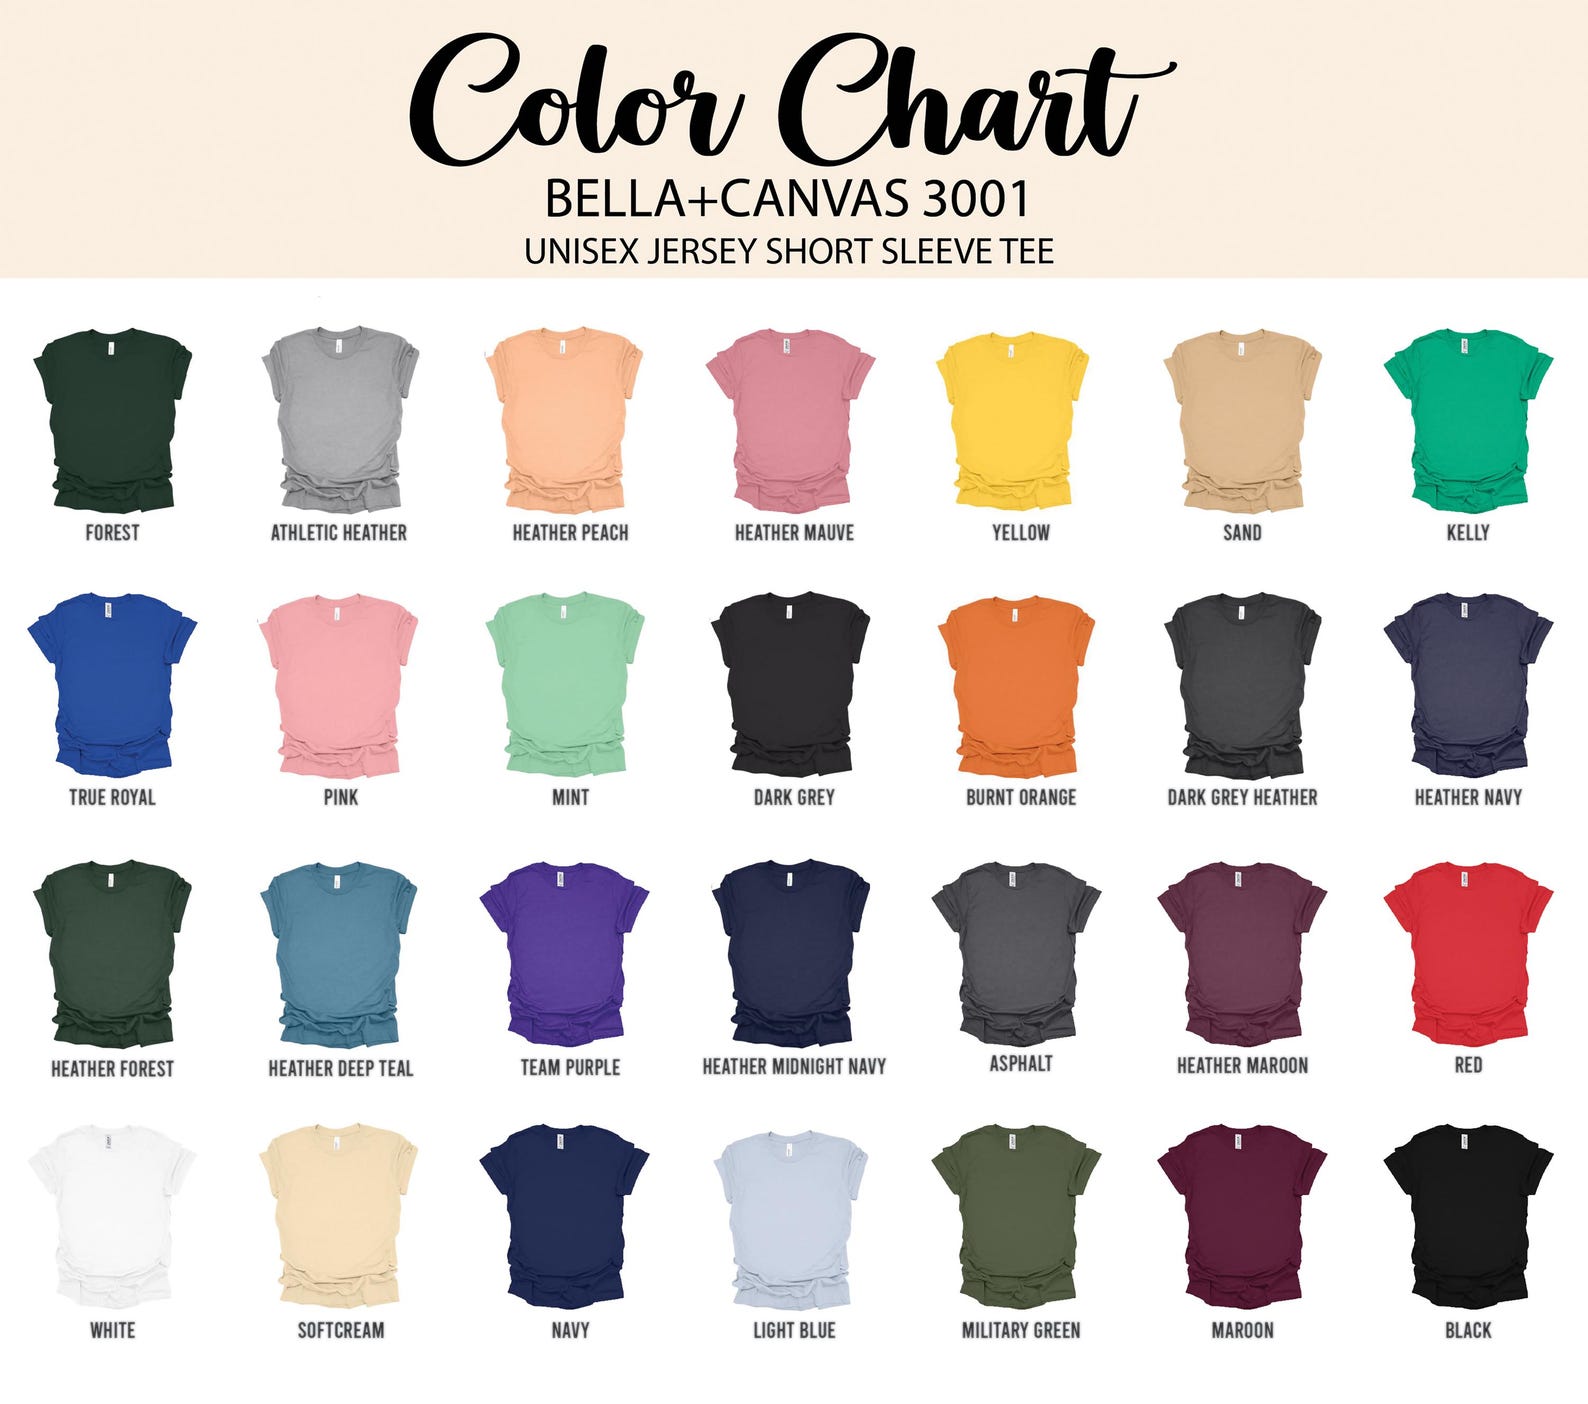 Color Chart
BELLA+CANVAS 3001
UNISEX JERSEY SHORT SLEEVE TEE
FOREST
ATHLETIC HEATHER
HEATHER PEACH
HEATHER MAUVE
YELLOW
SAND
KELLY
TRUE ROYAL
PINK
MINT
DARK GREY
BURNT ORANGE
DARK GREY HEATHER
HEATHER NAVY
HEATHER FOREST
HEATHER DEEP TEAL
TEAM PURPLE
HEATHER MIDNIGHT NAVY
ASPHALT
HEATHER MAROON
RED
WHITE
SOFTCREAM
NAVY
LIGHT BLUE
MILITARY GREEN
MAROON
BLACK